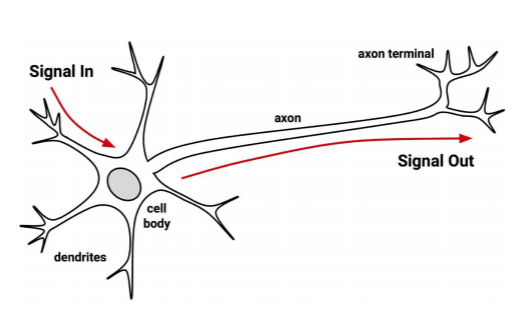 axon terminal
Signal In
axon
Signal Out
cell
body
dendrites